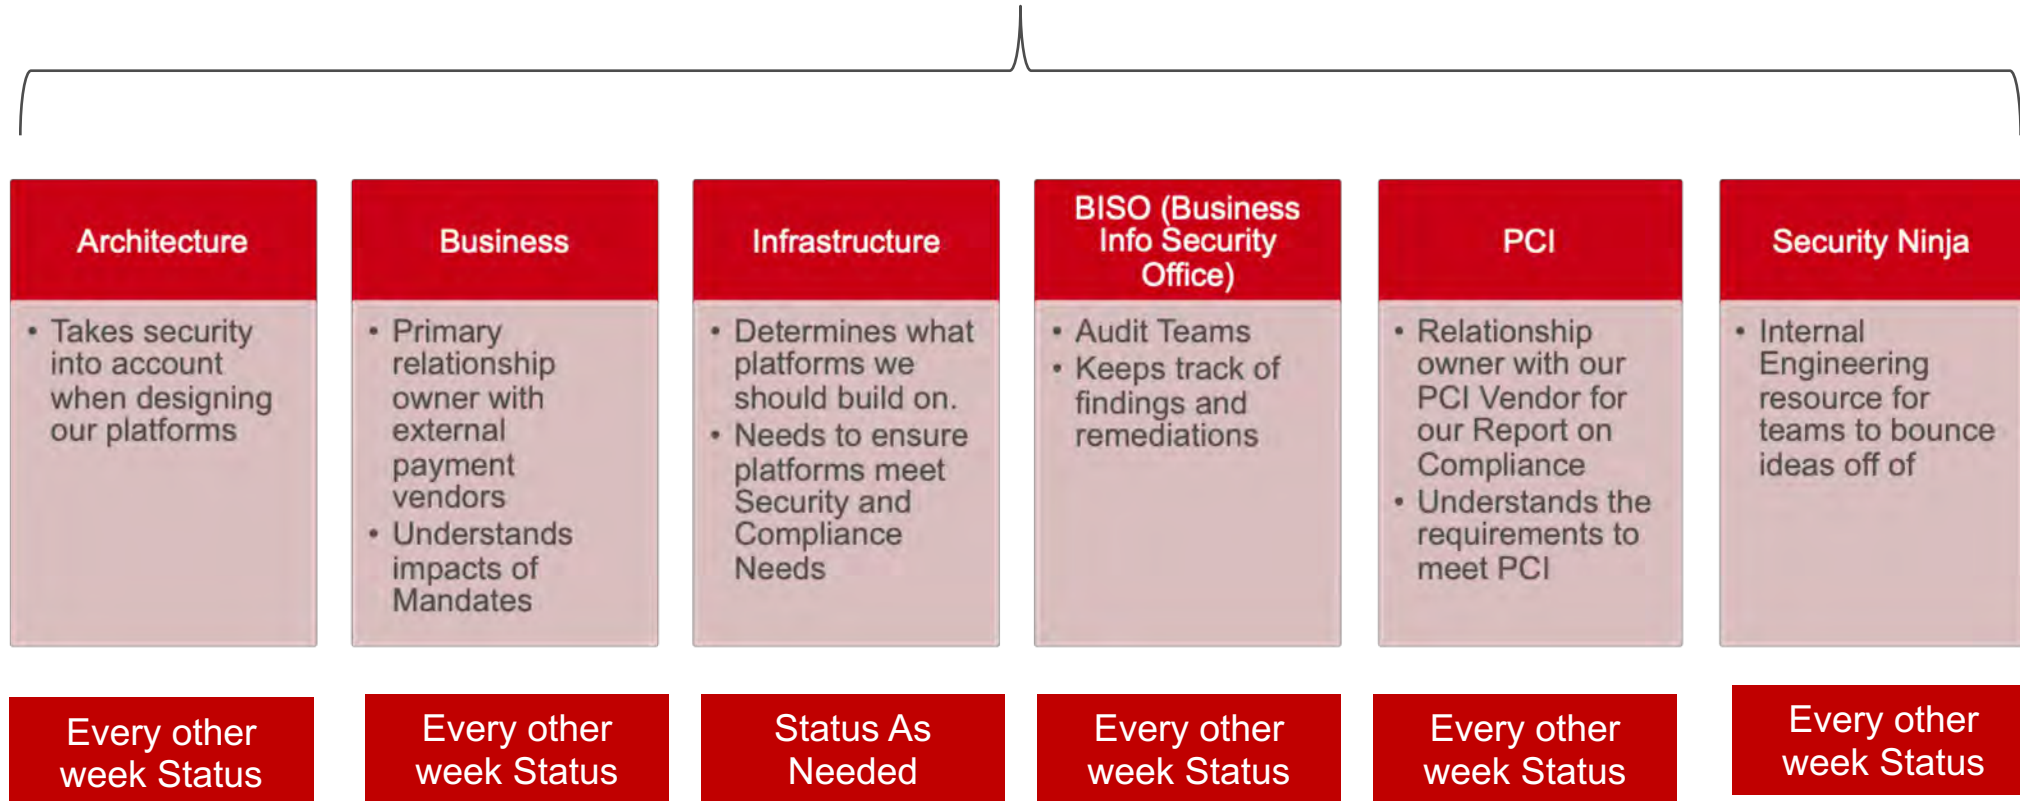 Architecture
• Takes security
into account
when designing
our platforms
Every other
week Status
Business
• Primary
relationship
owner with
external
payment
vendors
• Understands
impacts of
Mandates
Every other
week Status
Infrastructure
• Determines what
platforms we
should build on.
• Needs to ensure
platforms meet
Security and
Compliance
Needs
Status As
Needed
BISO (Business
Info Security
Office)
• Audit Teams
• Keeps track of
findings and
remediations
Every other
week Status
PCI
• Relationship
owner with our
PCI Vendor for
our Report on
Compliance
• Understands the
requirements to
meet PCI
Every other
week Status
Security Ninja
• Internal
Engineering
resource for
teams to bounce
ideas off of
Every other
week Status